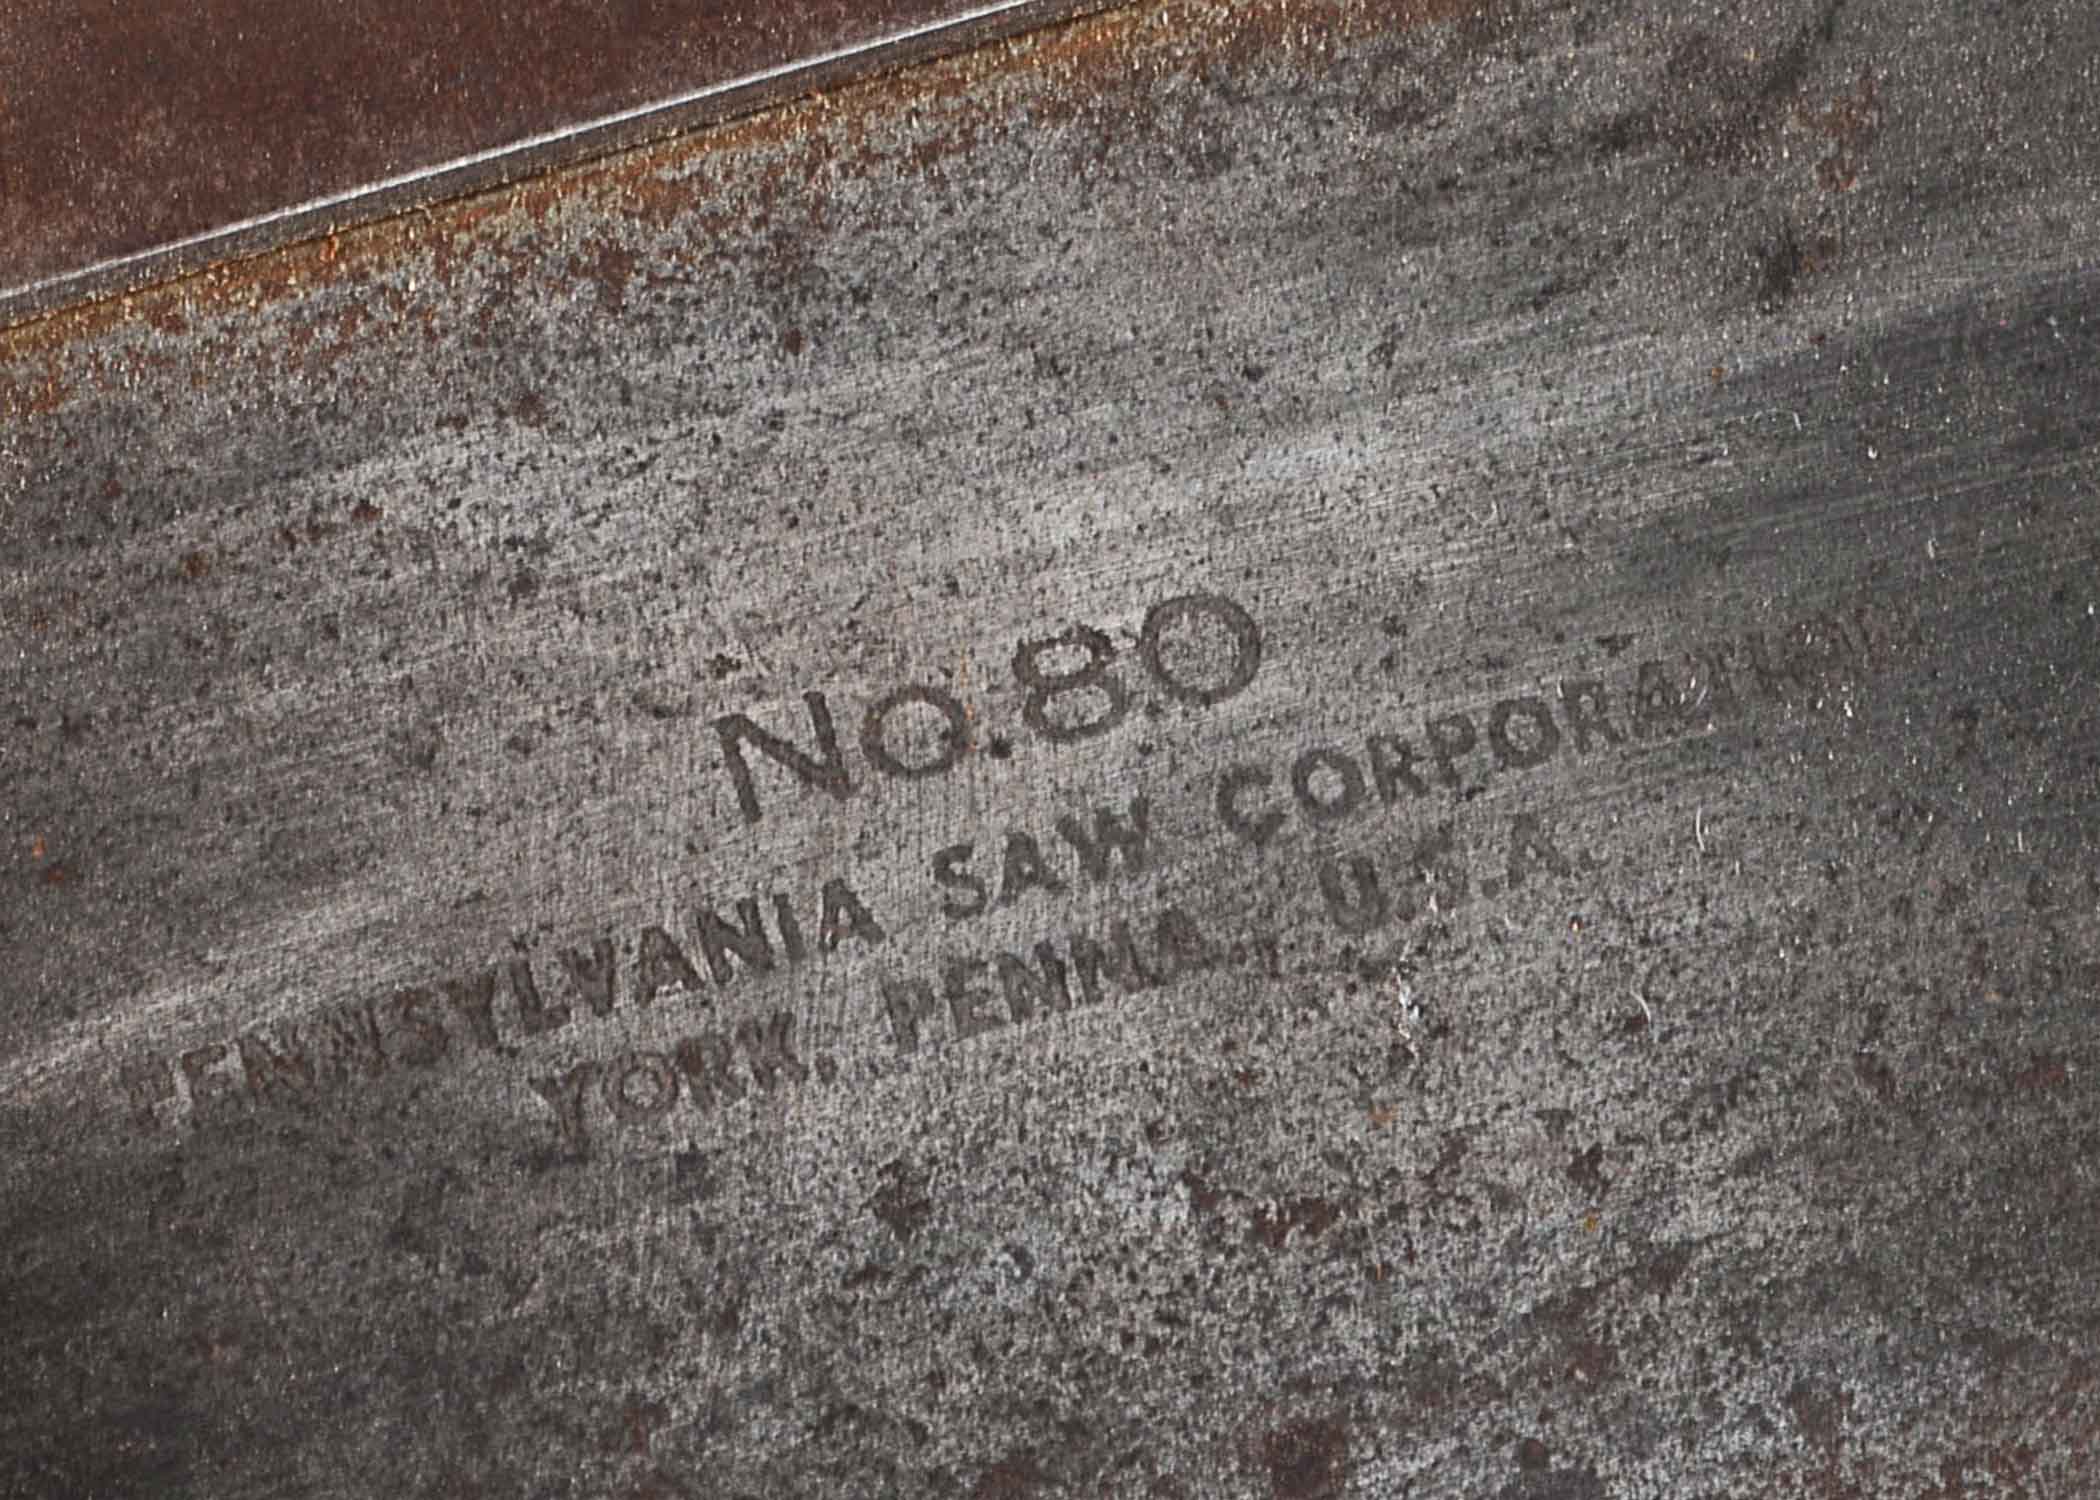 No. 80
PENNSYLVANIA SAW CORPORATION
YORK, PENNA., U.S.A.